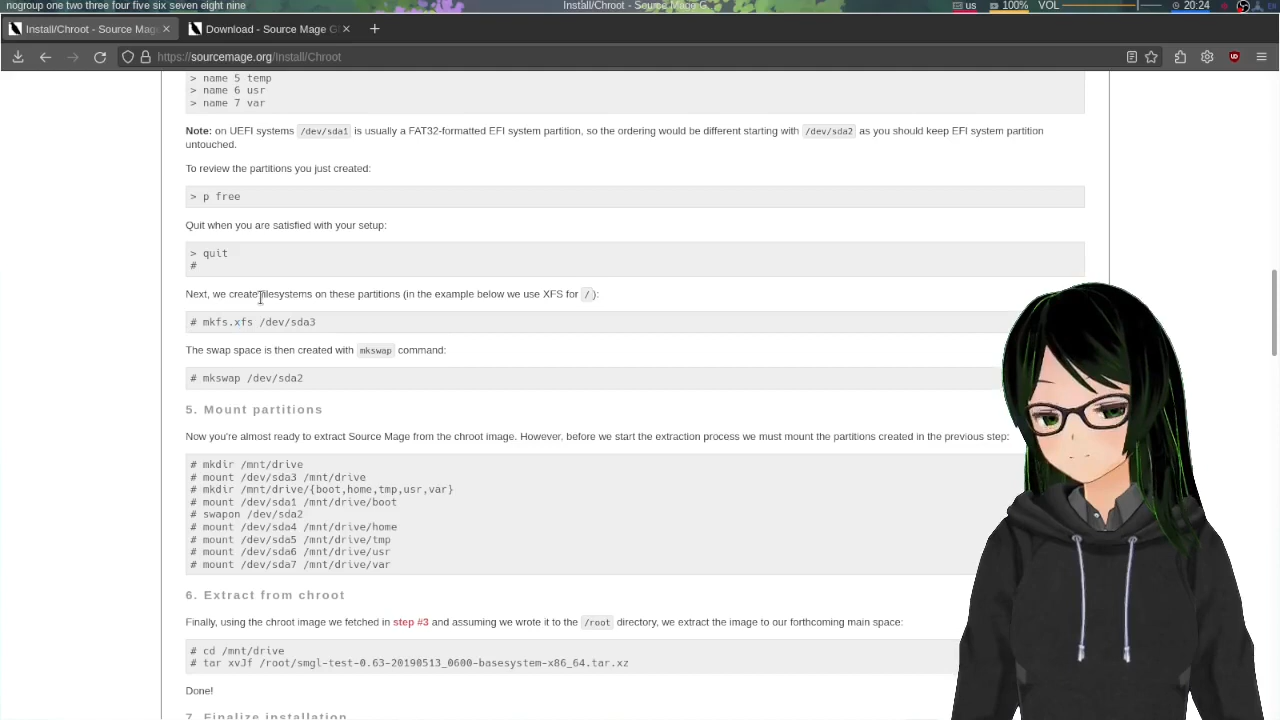 nogroup one two three four five six seven eight nine
Install/Chroot - Source Mage G
us 100% VOL 20:24
Install/Chroot - Source Mag
Download - Source Mage G
https://sourcemage.org/Install/Chroot
> name 5 temp
> name 6 usr
> name 7 var
Note: on UEFI systems /dev/sda1 is usually a FAT32-formatted EFI system partition, so the ordering would be different starting with /dev/sda2 as you should keep EFI system partition
untouched.
To review the partitions you just created:
> p free
Quit when you are satisfied with your setup:
> quit
#
Next, we create filesystems on these partitions (in the example below we use XFS for / ):
# mkfs.xfs /dev/sda3
The swap space is then created with mkswap command:
# mkswap /dev/sda2
5. Mount partitions
Now you're almost ready to extract Source Mage from the chroot image. However, before we start the extraction process we must mount the partitions created in the previous step:
# mkdir /mnt/drive
# mount /dev/sda3 /mnt/drive
# mkdir /mnt/drive/{boot,home,tmp,usr,var}
# mount /dev/sda1 /mnt/drive/boot
# swapon /dev/sda2
# mount /dev/sda4 /mnt/drive/home
# mount /dev/sda5 /mnt/drive/tmp
# mount /dev/sda6 /mnt/drive/usr
# mount /dev/sda7 /mnt/drive/var
6. Extract from chroot
Finally, using the chroot image we fetched in step #3 and assuming we wrote it to the /root directory, we extract the image to our forthcoming main space:
# cd /mnt/drive
# tar xvJf /root/smgl-test-0.63-20190513_0600-basesystem-x86_64.tar.xz
Done!
7. Finalize installation